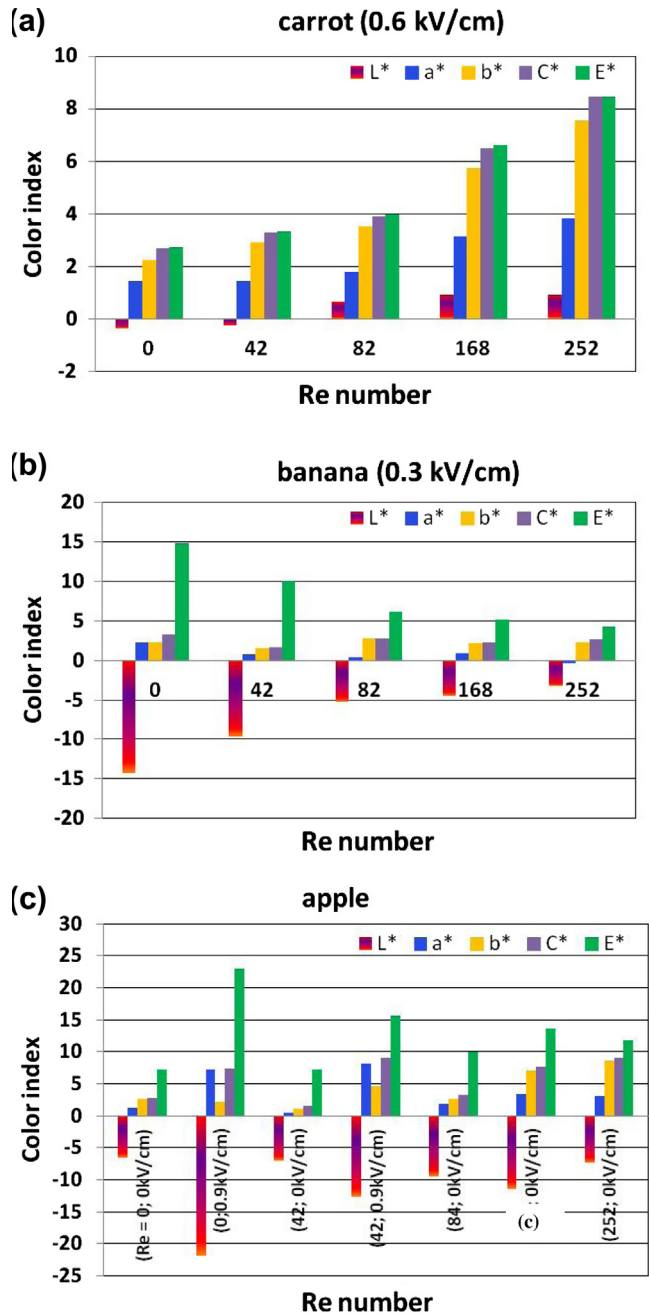 (a)
carrot (0.6 kV/cm)
L* a* b* C* E*
10
8
6
4
2
0
-2
Color index
0 42 82 168 252
Re number
(b)
banana (0.3 kV/cm)
L* a* b* C* E*
20
15
10
5
0
-5
-10
-15
-20
Color index
0 42 82 168 252
Re number
(c)
apple
L* a* b* C* E*
30
25
20
15
10
5
0
-5
-10
-15
-20
-25
Color index
(Re = 0; 0kV/cm)
(0;0.9kV/cm)
(42; 0kV/cm)
(42; 0.9kV/cm)
(84; 0kV/cm)
; 0kV/cm)
(c)
(252; 0kV/cm)
Re number